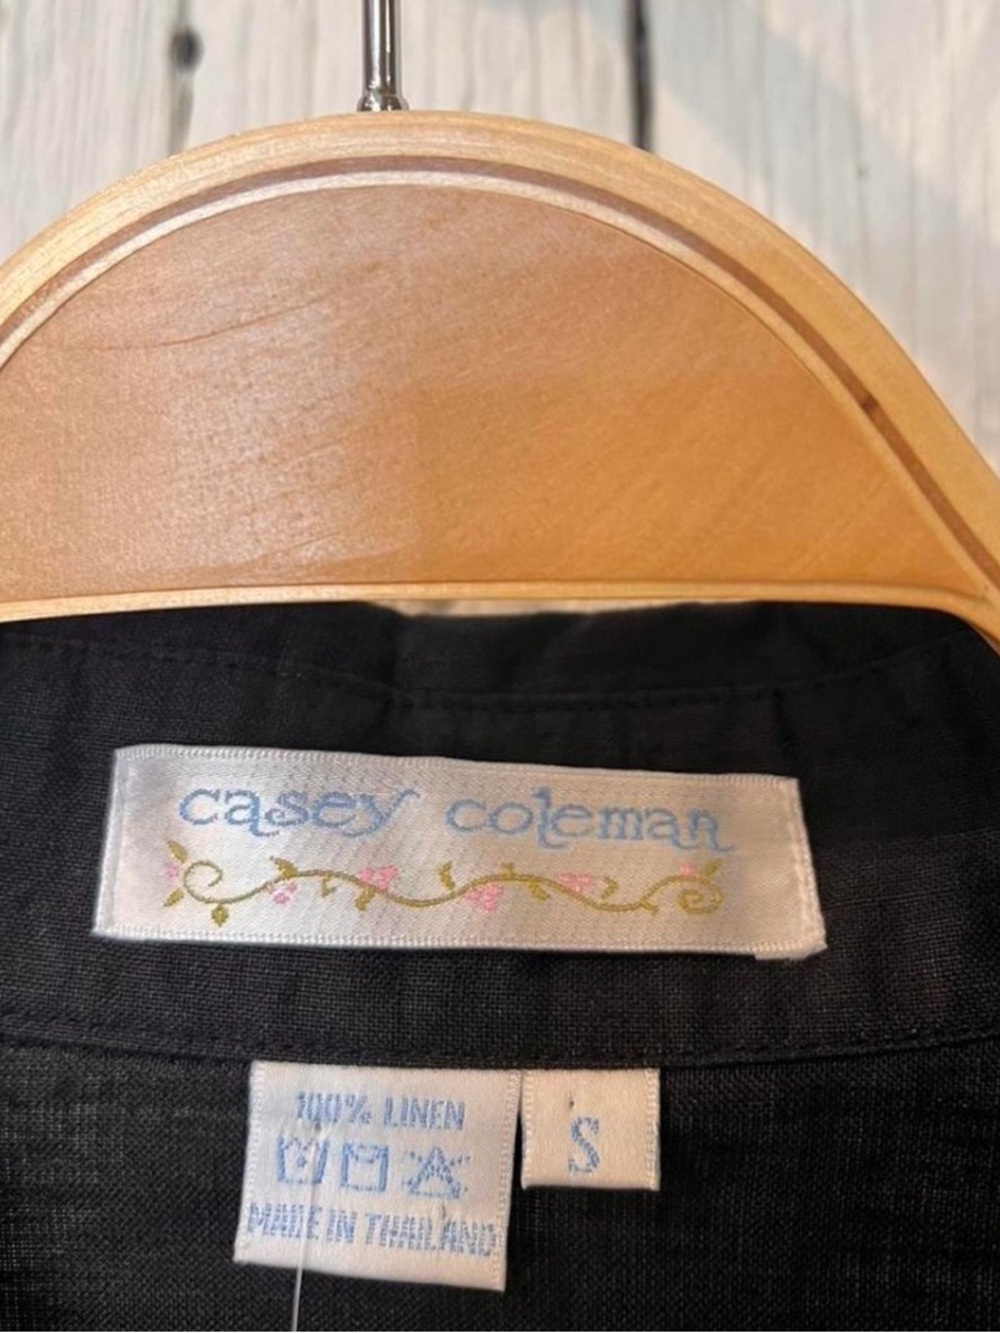 casey coleman
100% LINEN
S
MADE IN THAILAND